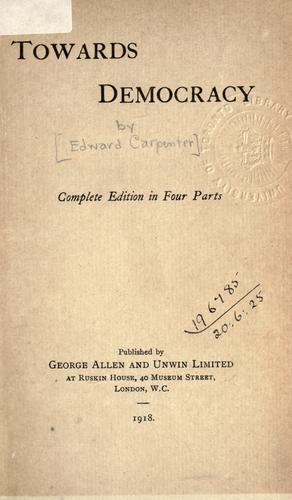 TOWARDS
DEMOCRACY
by
[Edward Carpenter]
Complete Edition in Four Parts
196785
20.6.25
Published by
GEORGE ALLEN AND UNWIN LIMITED
AT RUSKIN HOUSE, 40 MUSEUM STREET,
LONDON, W.C.
1918.